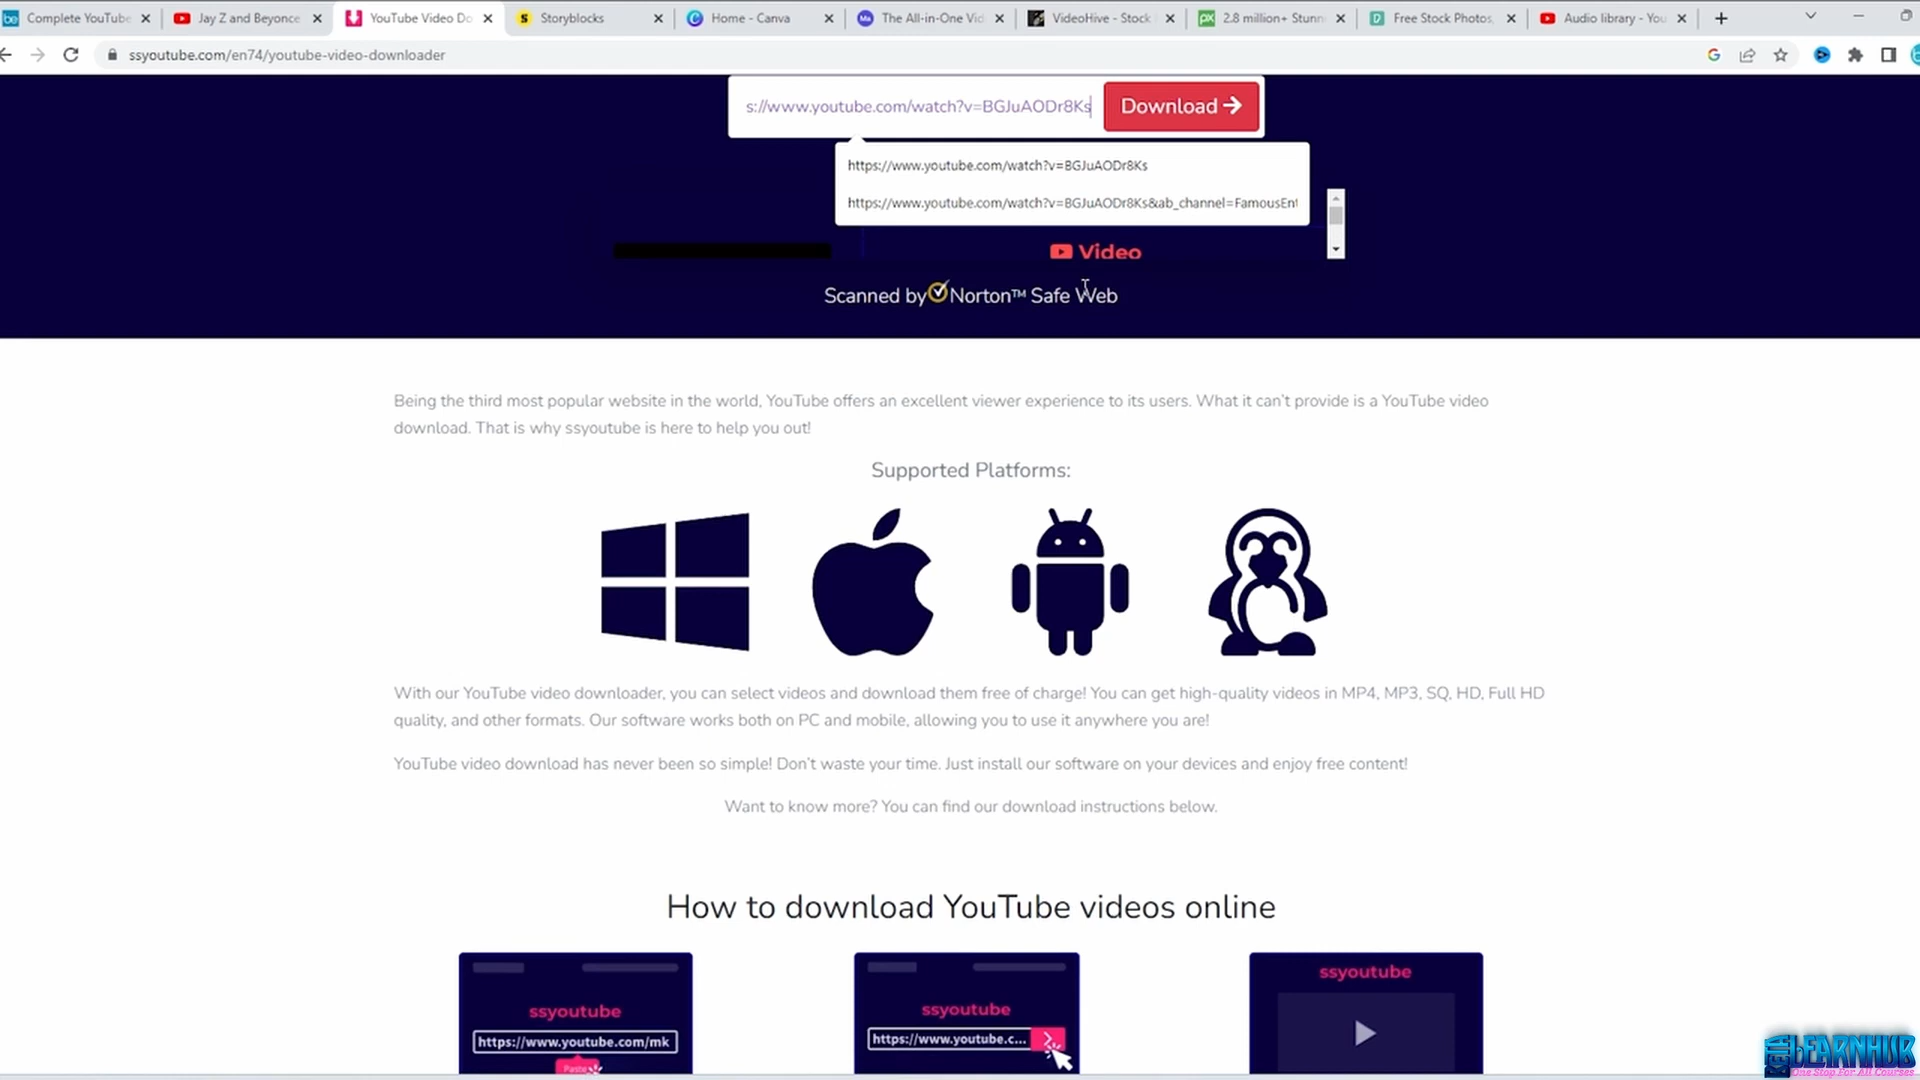 Complete YouTube
Jay Z and Beyonce
YouTube Video Do
Storyblocks
Home - Canva
The All-in-One Vid
VideoHive - Stock
2.8 million+ Stunn
Free Stock Photos,
Audio library - You
ssyoutube.com/en74/youtube-video-downloader
s://www.youtube.com/watch?v=BGJuAODr8Ks
Download
https://www.youtube.com/watch?v=BGJuAODr8Ks
https://www.youtube.com/watch?v=BGJuAODr8Ks&ab_channel=FamousEnt
Video
Scanned by Norton™ Safe Web
Being the third most popular website in the world, YouTube offers an excellent viewer experience to its users. What it can't provide is a YouTube video
download. That is why ssyoutube is here to help you out!
Supported Platforms:
With our YouTube video downloader, you can select videos and download them free of charge! You can get high-quality videos in MP4, MP3, SQ, HD, Full HD
quality, and other formats. Our software works both on PC and mobile, allowing you to use it anywhere you are!
YouTube video download has never been so simple! Don't waste your time. Just install our software on your devices and enjoy free content!
Want to know more? You can find our download instructions below.
How to download YouTube videos online
ssyoutube
https://www.youtube.com/mk
Paste
ssyoutube
https://www.youtube.c...
ssyoutube
LEARNHUB
One Stop For All Courses